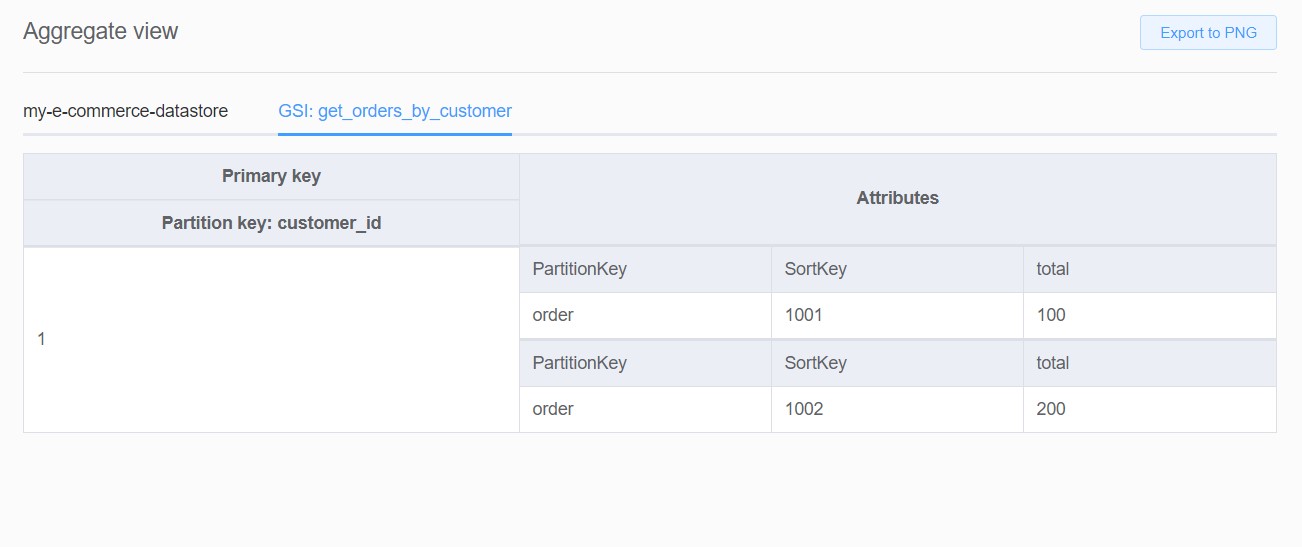 Aggregate view
Export to PNG
my-e-commerce-datastore GSI: get_orders_by_customer
Primary key
Attributes
Partition key: customer_id
PartitionKey SortKey total
order 1001 100
1
PartitionKey SortKey total
order 1002 200